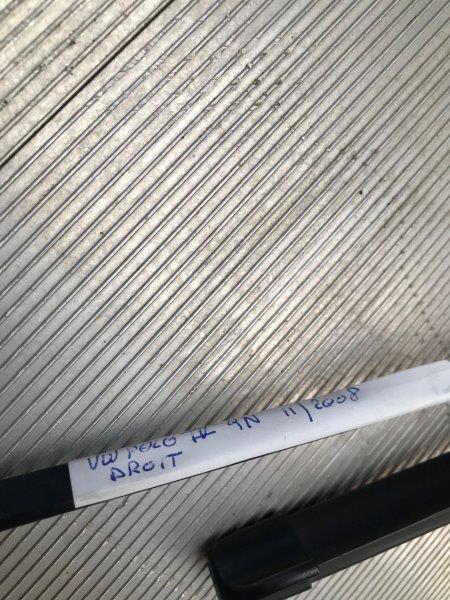 VW POLO IV 9N 11/2008
DROIT